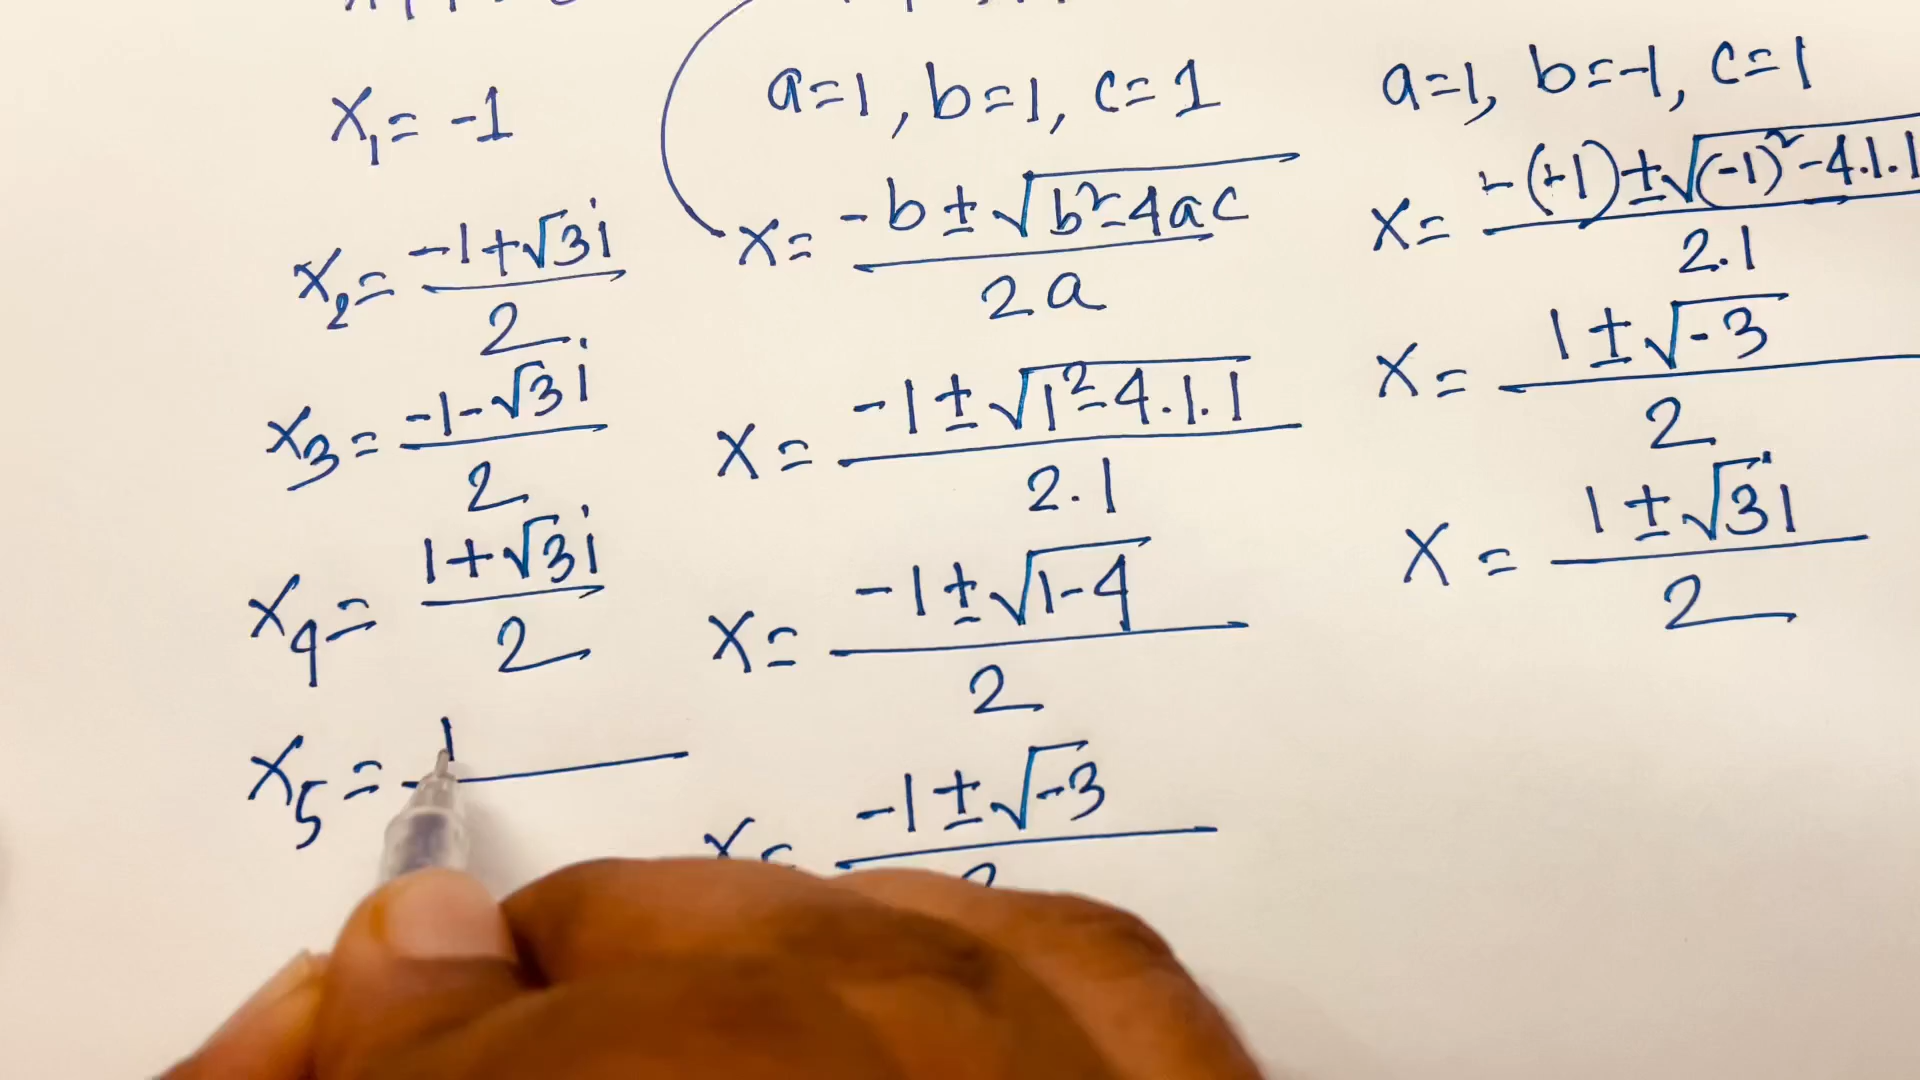 x₁ = -1
x₂ = (-1+√3i)/2
x₃ = (-1-√3i)/2
x₄ = (1+√3i)/2
x₅ = 1
a=1, b=1, c=1
x = (-b±√(b²-4ac))/(2a)
x = (-1±√(1²-4.1.1))/(2.1)
x = (-1±√(1-4))/2
x = (-1±√-3)/2
a=1, b=-1, c=1
x = (-(-1)±√((-1)²-4.1.1))/(2.1)
x = (1±√-3)/2
x = (1±√3i)/2